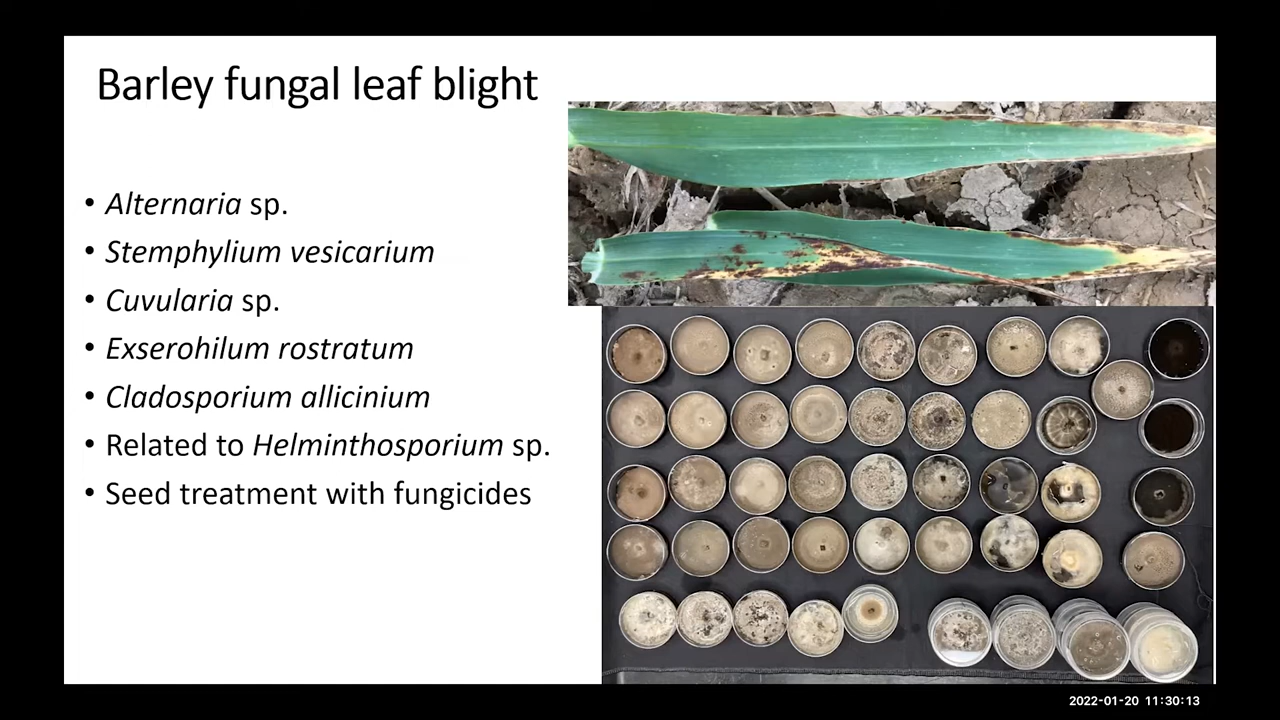 Barley fungal leaf blight
• Alternaria sp.
• Stemphylium vesicarium
• Cuvularia sp.
• Exserohilum rostratum
• Cladosporium allicinium
• Related to Helminthosporium sp.
• Seed treatment with fungicides
2022-01-20 11:30:13